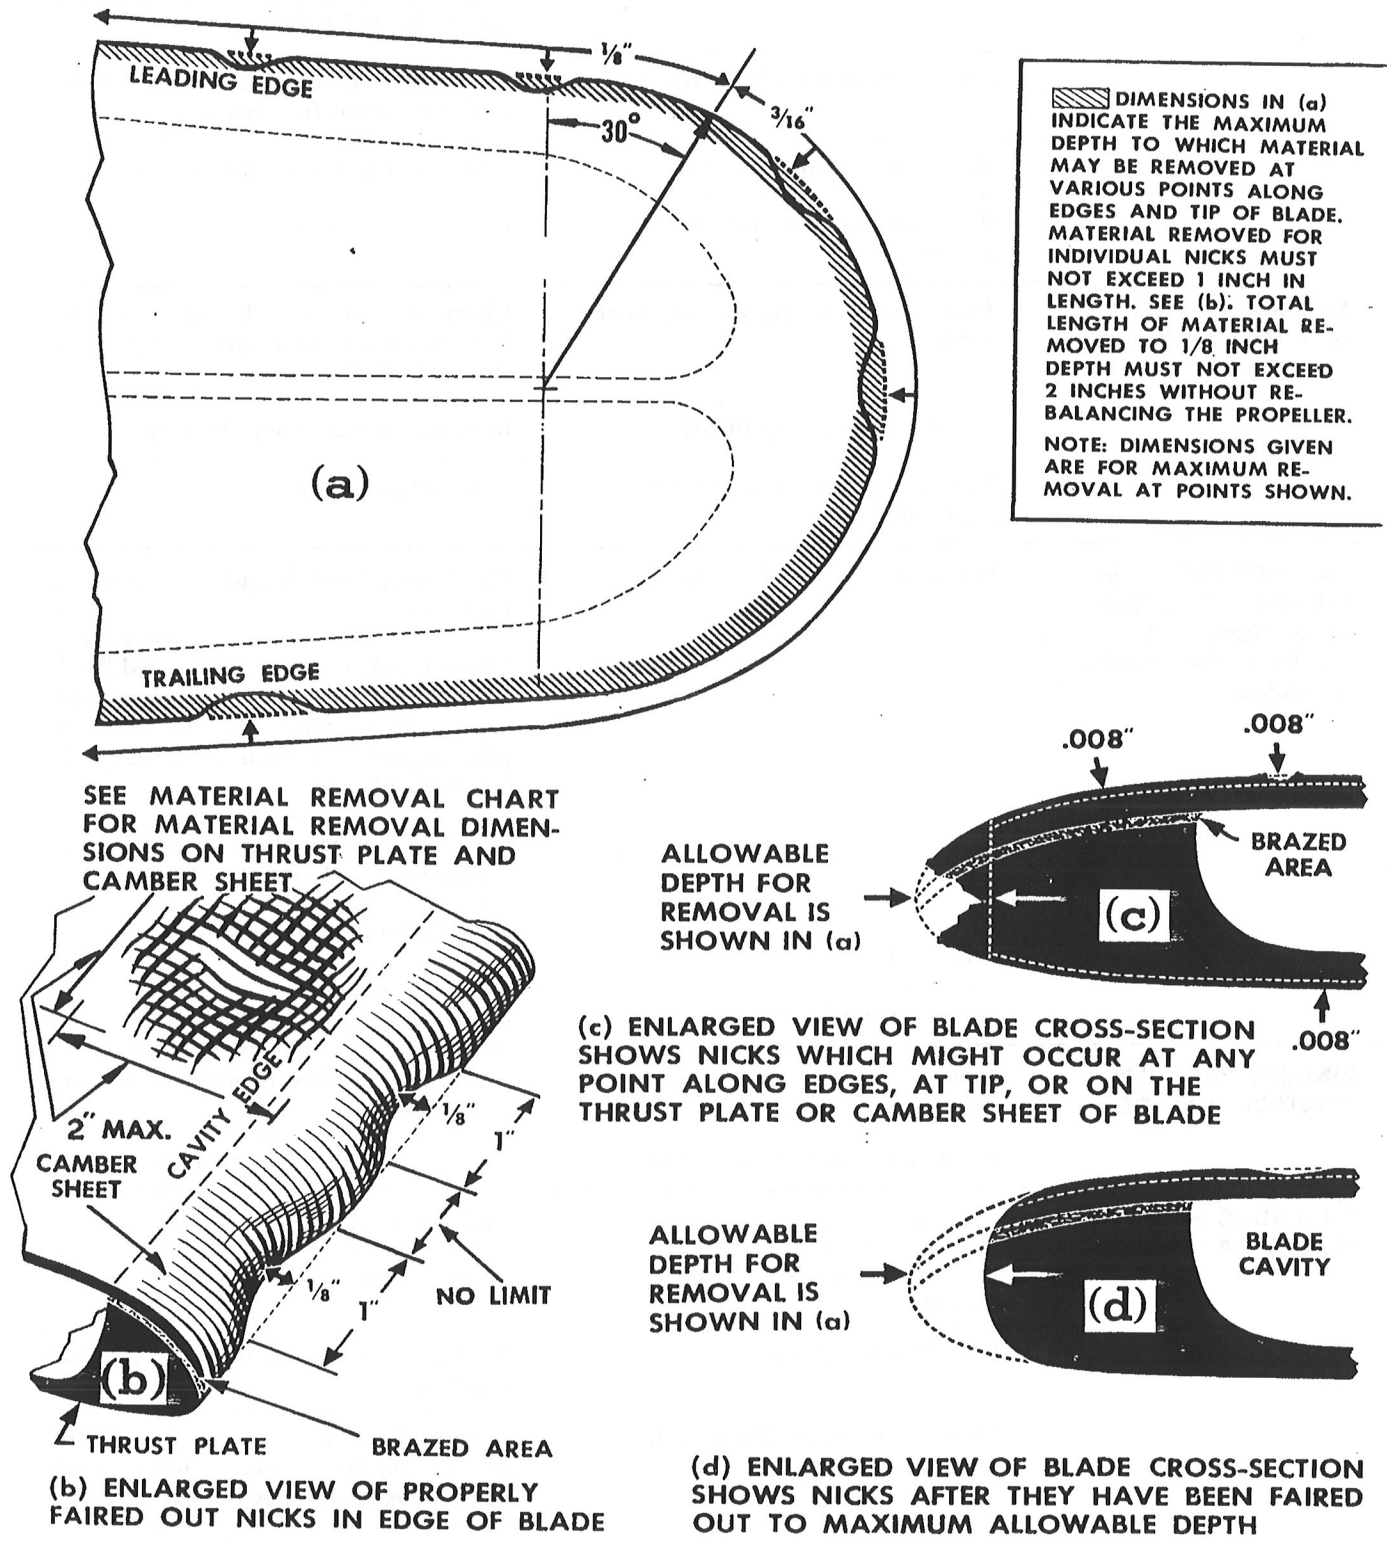 1/8"
LEADING EDGE
30°
3/16"
(a)
TRAILING EDGE
DIMENSIONS IN (a)
INDICATE THE MAXIMUM
DEPTH TO WHICH MATERIAL
MAY BE REMOVED AT
VARIOUS POINTS ALONG
EDGES AND TIP OF BLADE.
MATERIAL REMOVED FOR
INDIVIDUAL NICKS MUST
NOT EXCEED 1 INCH IN
LENGTH. SEE (b). TOTAL
LENGTH OF MATERIAL RE-
MOVED TO 1/8 INCH
DEPTH MUST NOT EXCEED
2 INCHES WITHOUT RE-
BALANCING THE PROPELLER.
NOTE: DIMENSIONS GIVEN
ARE FOR MAXIMUM RE-
MOVAL AT POINTS SHOWN.
SEE MATERIAL REMOVAL CHART
FOR MATERIAL REMOVAL DIMEN-
SIONS ON THRUST PLATE AND
CAMBER SHEET
2" MAX.
CAVITY EDGE
CAMBER
SHEET
1/8"
1"
NO LIMIT
1/8"
1"
(b)
THRUST PLATE
BRAZED AREA
(b) ENLARGED VIEW OF PROPERLY
FAIRED OUT NICKS IN EDGE OF BLADE
.008"
.008"
BRAZED
AREA
ALLOWABLE
DEPTH FOR
REMOVAL IS
SHOWN IN (a)
(c)
.008"
(c) ENLARGED VIEW OF BLADE CROSS-SECTION
SHOWS NICKS WHICH MIGHT OCCUR AT ANY
POINT ALONG EDGES, AT TIP, OR ON THE
THRUST PLATE OR CAMBER SHEET OF BLADE
ALLOWABLE
DEPTH FOR
REMOVAL IS
SHOWN IN (a)
BLADE
CAVITY
(d)
(d) ENLARGED VIEW OF BLADE CROSS-SECTION
SHOWS NICKS AFTER THEY HAVE BEEN FAIRED
OUT TO MAXIMUM ALLOWABLE DEPTH